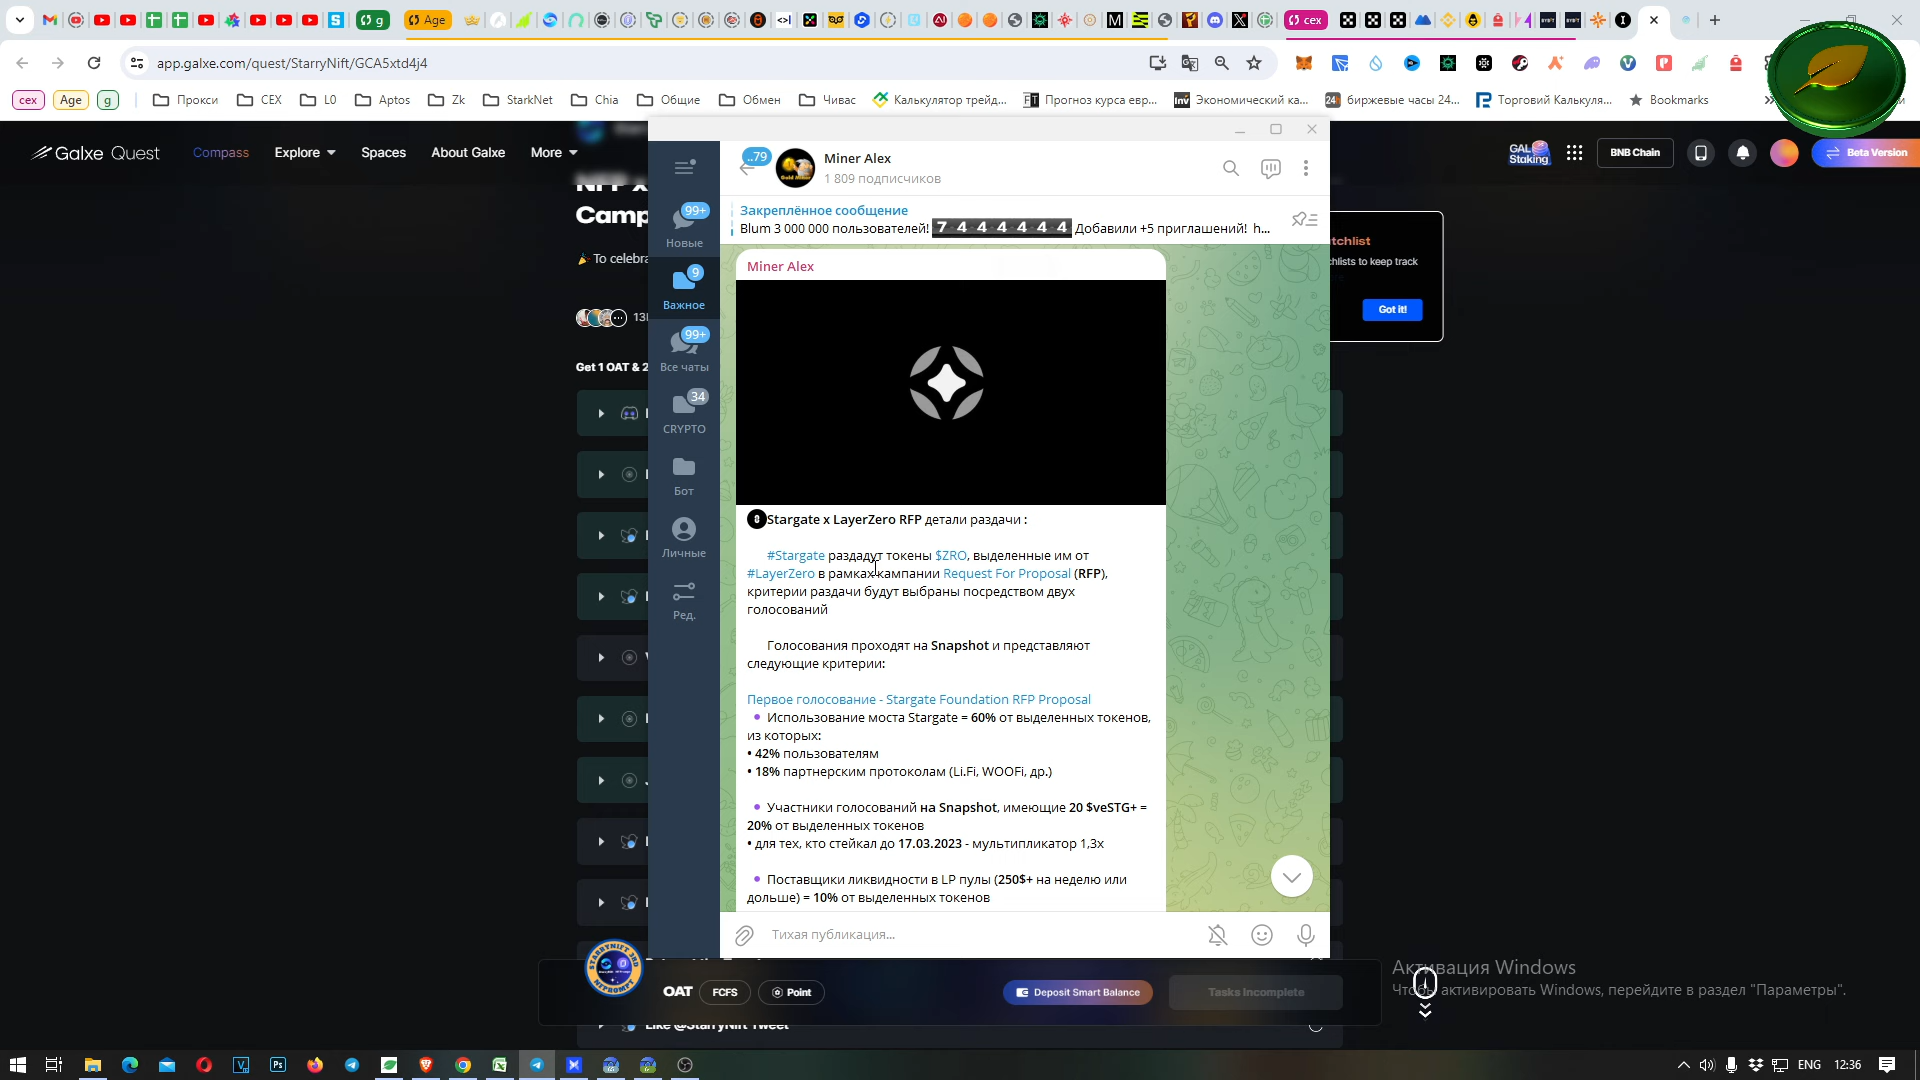 g
Age
cex
app.galxe.com/quest/StarryNift/GCA5xtd4j4
cex
Age
g
Прокси
CEX
L0
Aptos
Zk
StarkNet
Chia
Общие
Обмен
Чивас
Калькулятор трейд...
Прогноз курса евр...
Экономический ка...
биржевые часы 24...
Торговий Калькуля...
Bookmarks
Galxe Quest
Compass
Explore
Spaces
About Galxe
More
GAL Staking
BNB Chain
Beta Version
Camp
To celebra
Get 1 OAT & 2
tchlist
hlists to keep track
Got it!
99+
Новые
9
Важное
99+
Все чаты
34
CRYPTO
Бот
Личные
Ред.
..79
Miner Alex
1 809 подписчиков
Закреплённое сообщение
Blum 3 000 000 пользователей! 7 4 4 4 4 4 4 Добавили +5 приглашений! h...
Miner Alex
Stargate x LayerZero RFP детали раздачи :
#Stargate раздадут токены $ZRO, выделенные им от
#LayerZero в рамках кампании Request For Proposal (RFP),
критерии раздачи будут выбраны посредством двух
голосований
Голосования проходят на Snapshot и представляют
следующие критерии:
Первое голосование - Stargate Foundation RFP Proposal
• Использование моста Stargate = 60% от выделенных токенов,
из которых:
• 42% пользователям
• 18% партнерским протоколам (Li.Fi, WOOFi, др.)
• Участники голосований на Snapshot, имеющие 20 $veSTG+ =
20% от выделенных токенов
• для тех, кто стейкал до 17.03.2023 - мультипликатор 1,3х
• Поставщики ликвидности в LP пулы (250$+ на неделю или
дольше) = 10% от выделенных токенов
Тихая публикация...
OAT
FCFS
Point
Deposit Smart Balance
Tasks Incomplete
Like @StarryNift Tweet
Активация Windows
Чтобы активировать Windows, перейдите в раздел "Параметры".
ENG
12:36